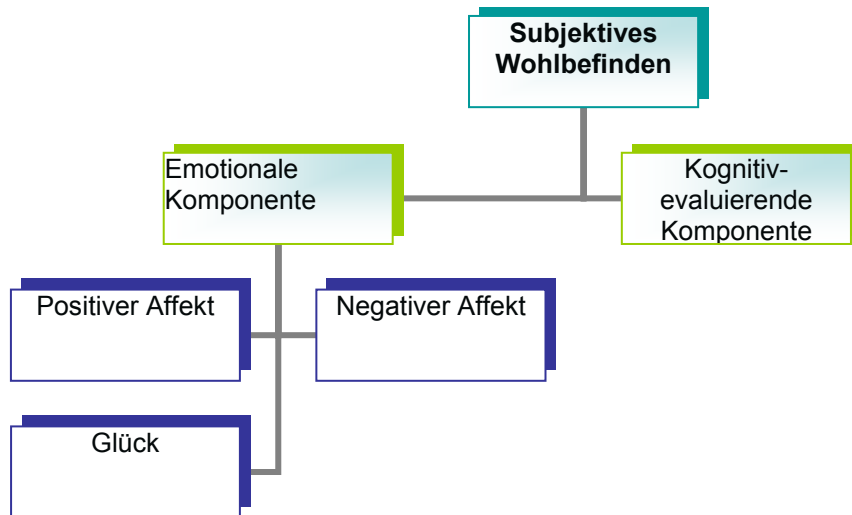 Subjektives
Wohlbefinden
Emotionale
Komponente
Kognitiv-
evaluierende
Komponente
Positiver Affekt
Negativer Affekt
Glück